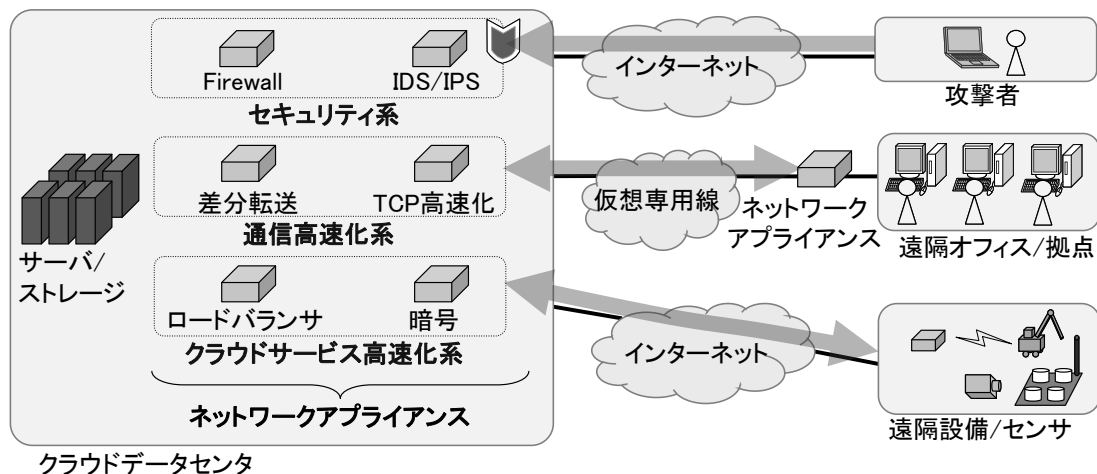 Firewall
IDS/IPS
セキュリティ系
インターネット
攻撃者
差分転送
TCP高速化
通信高速化系
仮想専用線
ネットワーク
アプライアンス
遠隔オフィス/拠点
サーバ/
ストレージ
ロードバランサ
暗号
クラウドサービス高速化系
インターネット
ネットワークアプライアンス
遠隔設備/センサ
クラウドデータセンタ